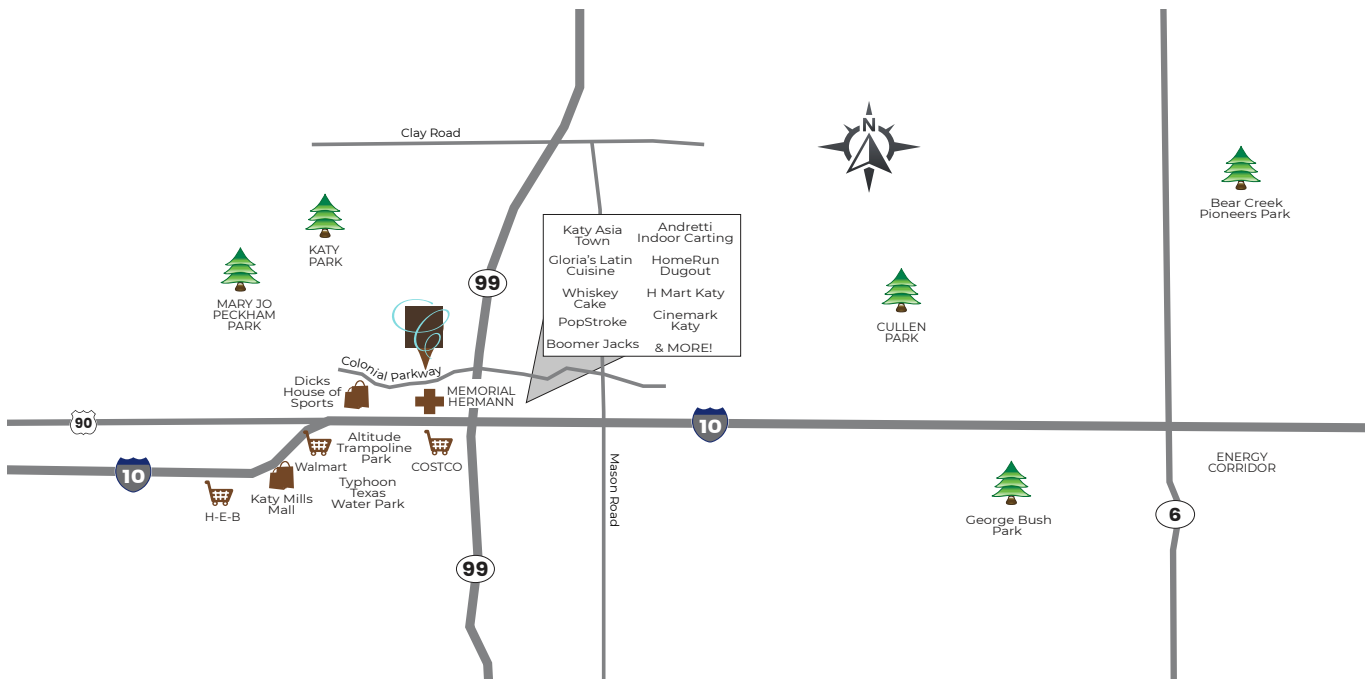 Clay Road
N
Bear Creek
Pioneers Park
KATY
PARK
MARY JO
PECKHAM
PARK
99
C
Katy Asia
Town
Gloria's Latin
Cuisine
Whiskey
Cake
PopStroke
Boomer Jacks
Andretti
Indoor Carting
HomeRun
Dugout
H Mart Katy
Cinemark
Katy
& MORE!
CULLEN
PARK
Colonial Parkway
Dicks
House of
Sports
MEMORIAL
HERMANN
90
10
10
Altitude
Trampoline
Park
Walmart
COSTCO
Typhoon
Texas
Water Park
Katy Mills
Mall
H-E-B
Mason Road
ENERGY
CORRIDOR
George Bush
Park
6
99